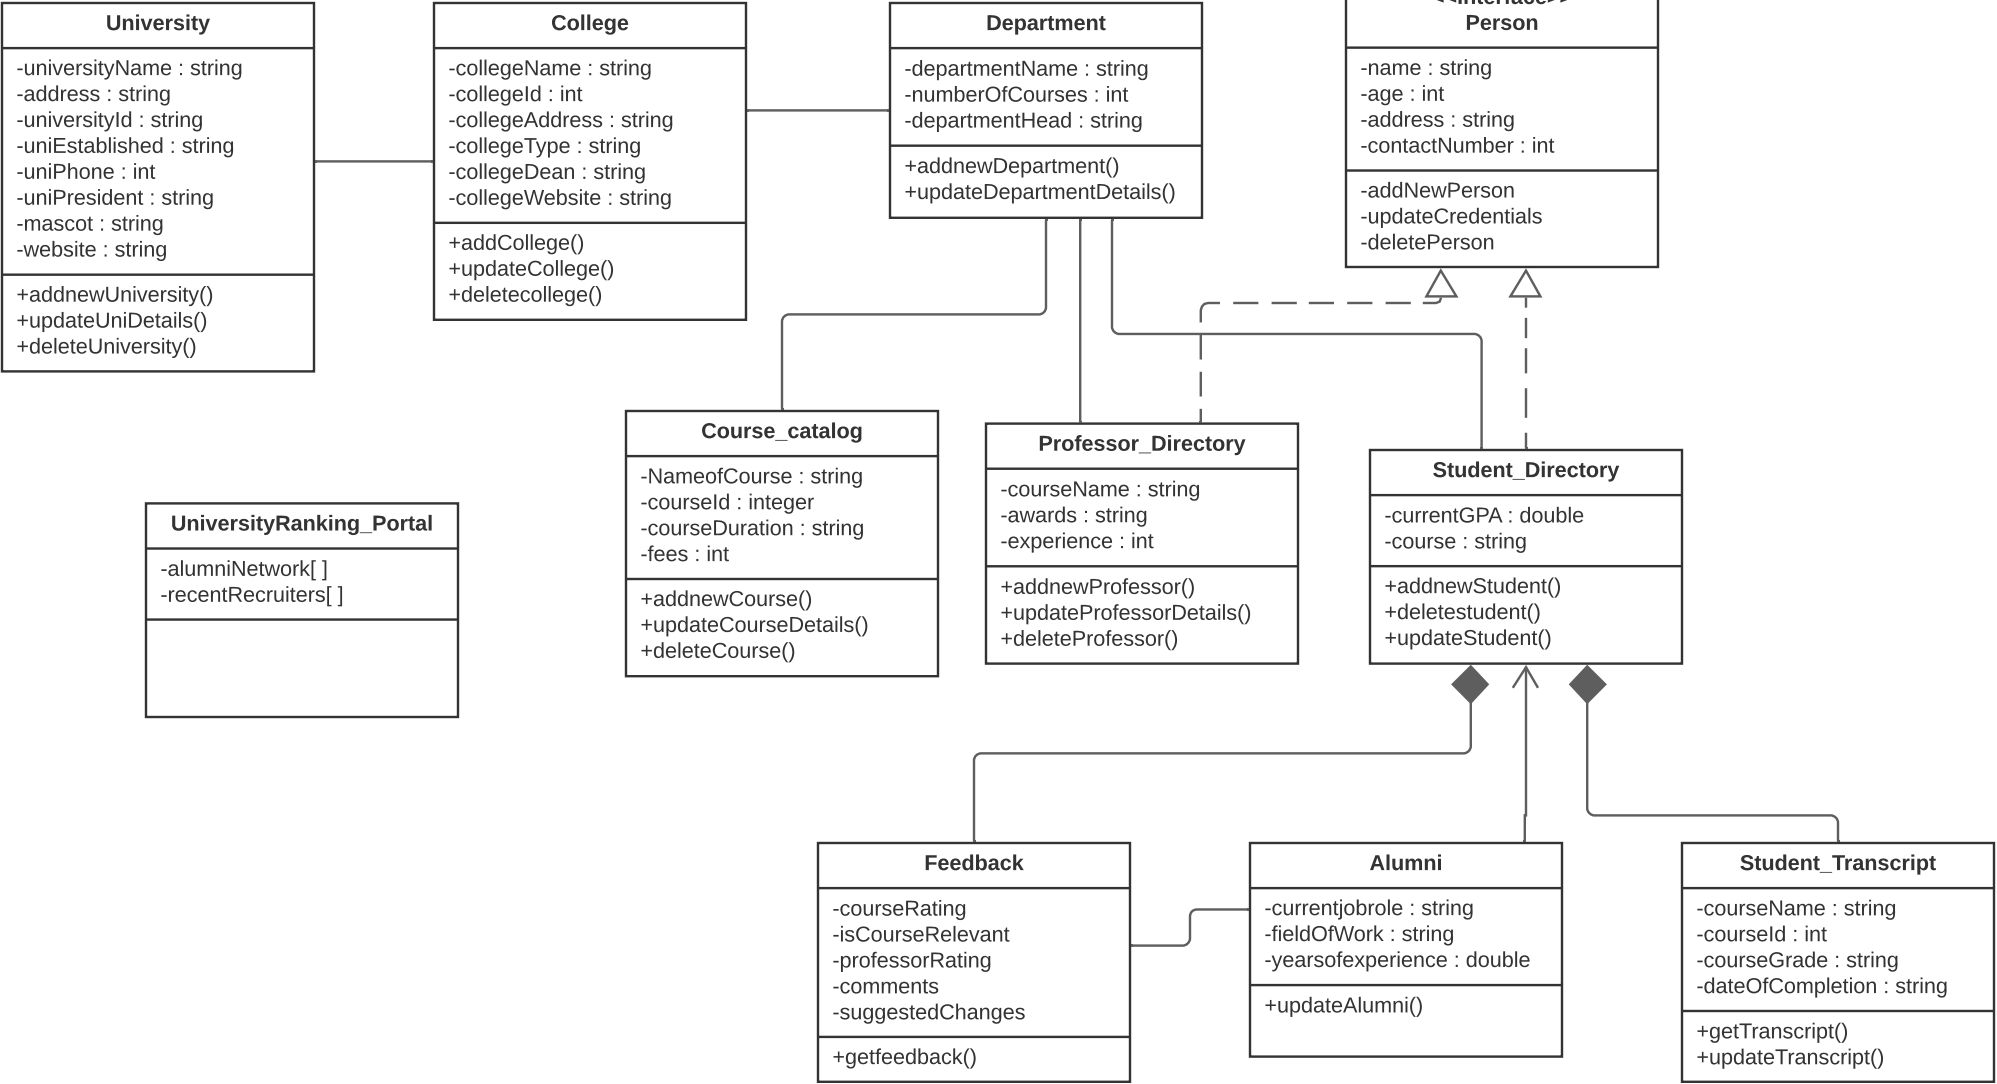 University
-universityName : string
-address : string
-universityId : string
-uniEstablished : string
-uniPhone : int
-uniPresident : string
-mascot : string
-website : string
+addnewUniversity()
+updateUniDetails()
+deleteUniversity()
College
-collegeName : string
-collegeId : int
-collegeAddress : string
-collegeType : string
-collegeDean : string
-collegeWebsite : string
+addCollege()
+updateCollege()
+deletecollege()
Department
-departmentName : string
-numberOfCourses : int
-departmentHead : string
+addnewDepartment()
+updateDepartmentDetails()
<<interface>>
Person
-name : string
-age : int
-address : string
-contactNumber : int
-addNewPerson
-updateCredentials
-deletePerson
Course_catalog
-NameofCourse : string
-courseId : integer
-courseDuration : string
-fees : int
+addnewCourse()
+updateCourseDetails()
+deleteCourse()
Professor_Directory
-courseName : string
-awards : string
-experience : int
+addnewProfessor()
+updateProfessorDetails()
+deleteProfessor()
Student_Directory
-currentGPA : double
-course : string
+addnewStudent()
+deletestudent()
+updateStudent()
UniversityRanking_Portal
-alumniNetwork[ ]
-recentRecruiters[ ]
Feedback
-courseRating
-isCourseRelevant
-professorRating
-comments
-suggestedChanges
+getfeedback()
Alumni
-currentjobrole : string
-fieldOfWork : string
-yearsofexperience : double
+updateAlumni()
Student_Transcript
-courseName : string
-courseId : int
-courseGrade : string
-dateOfCompletion : string
+getTranscript()
+updateTranscript()